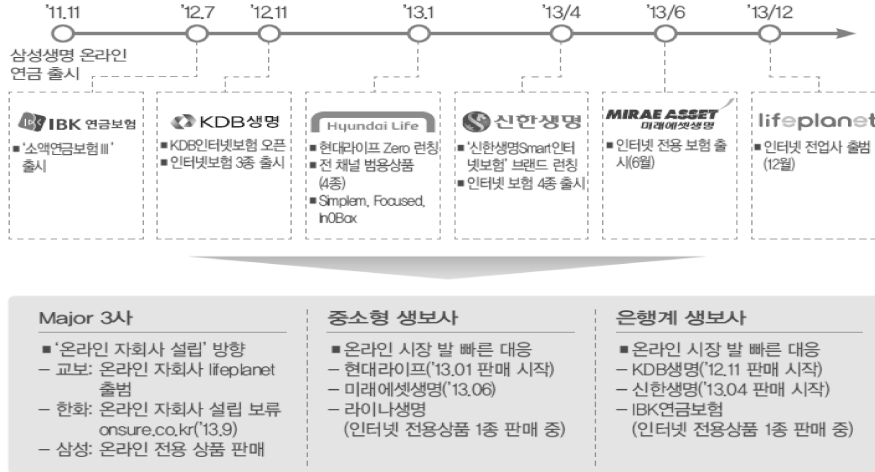 '11.11
'12.7
'12.11
'13.1
'13/4
'13/6
'13/12
삼성생명 온라인
연금 출시
IBK 연금보험
■ '소액연금보험Ⅲ'
출시
KDB생명
■ KDB인터넷보험 오픈
■ 인터넷보험 3종 출시
Hyundai Life
■ 현대라이프 Zero 런칭
■ 전 채널 범용상품
(4종)
■ Simplem, Focused,
In0Box
신한생명
■ '신한생명Smart인터
넷보험' 브랜드 런칭
■ 인터넷 보험 4종 출시
MIRAE ASSET
미래에셋생명
■ 인터넷 전용 보험 출
시(6월)
lifeplanet
■ 인터넷 전업사 출범
(12월)
Major 3사
■ '온라인 자회사 설립' 방향
– 교보: 온라인 자회사 lifeplanet
출범
– 한화: 온라인 자회사 설립 보류
onsure.co.kr('13.9)
– 삼성: 온라인 전용 상품 판매
중소형 생보사
■ 온라인 시장 발 빠른 대응
– 현대라이프('13.01 판매 시작)
– 미래에셋생명('13.06)
– 라이나생명
(인터넷 전용상품 1종 판매 중)
은행계 생보사
■ 온라인 시장 발 빠른 대응
– KDB생명('12.11 판매 시작)
– 신한생명('13.04 판매 시작)
– IBK연금보험
(인터넷 전용상품 1종 판매 중)